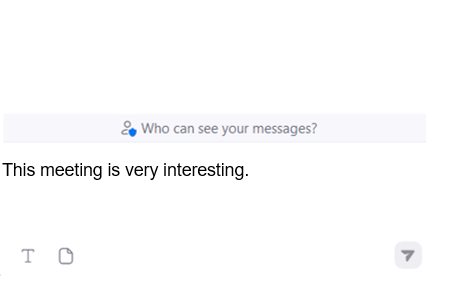 Who can see your messages?
This meeting is very interesting.
T